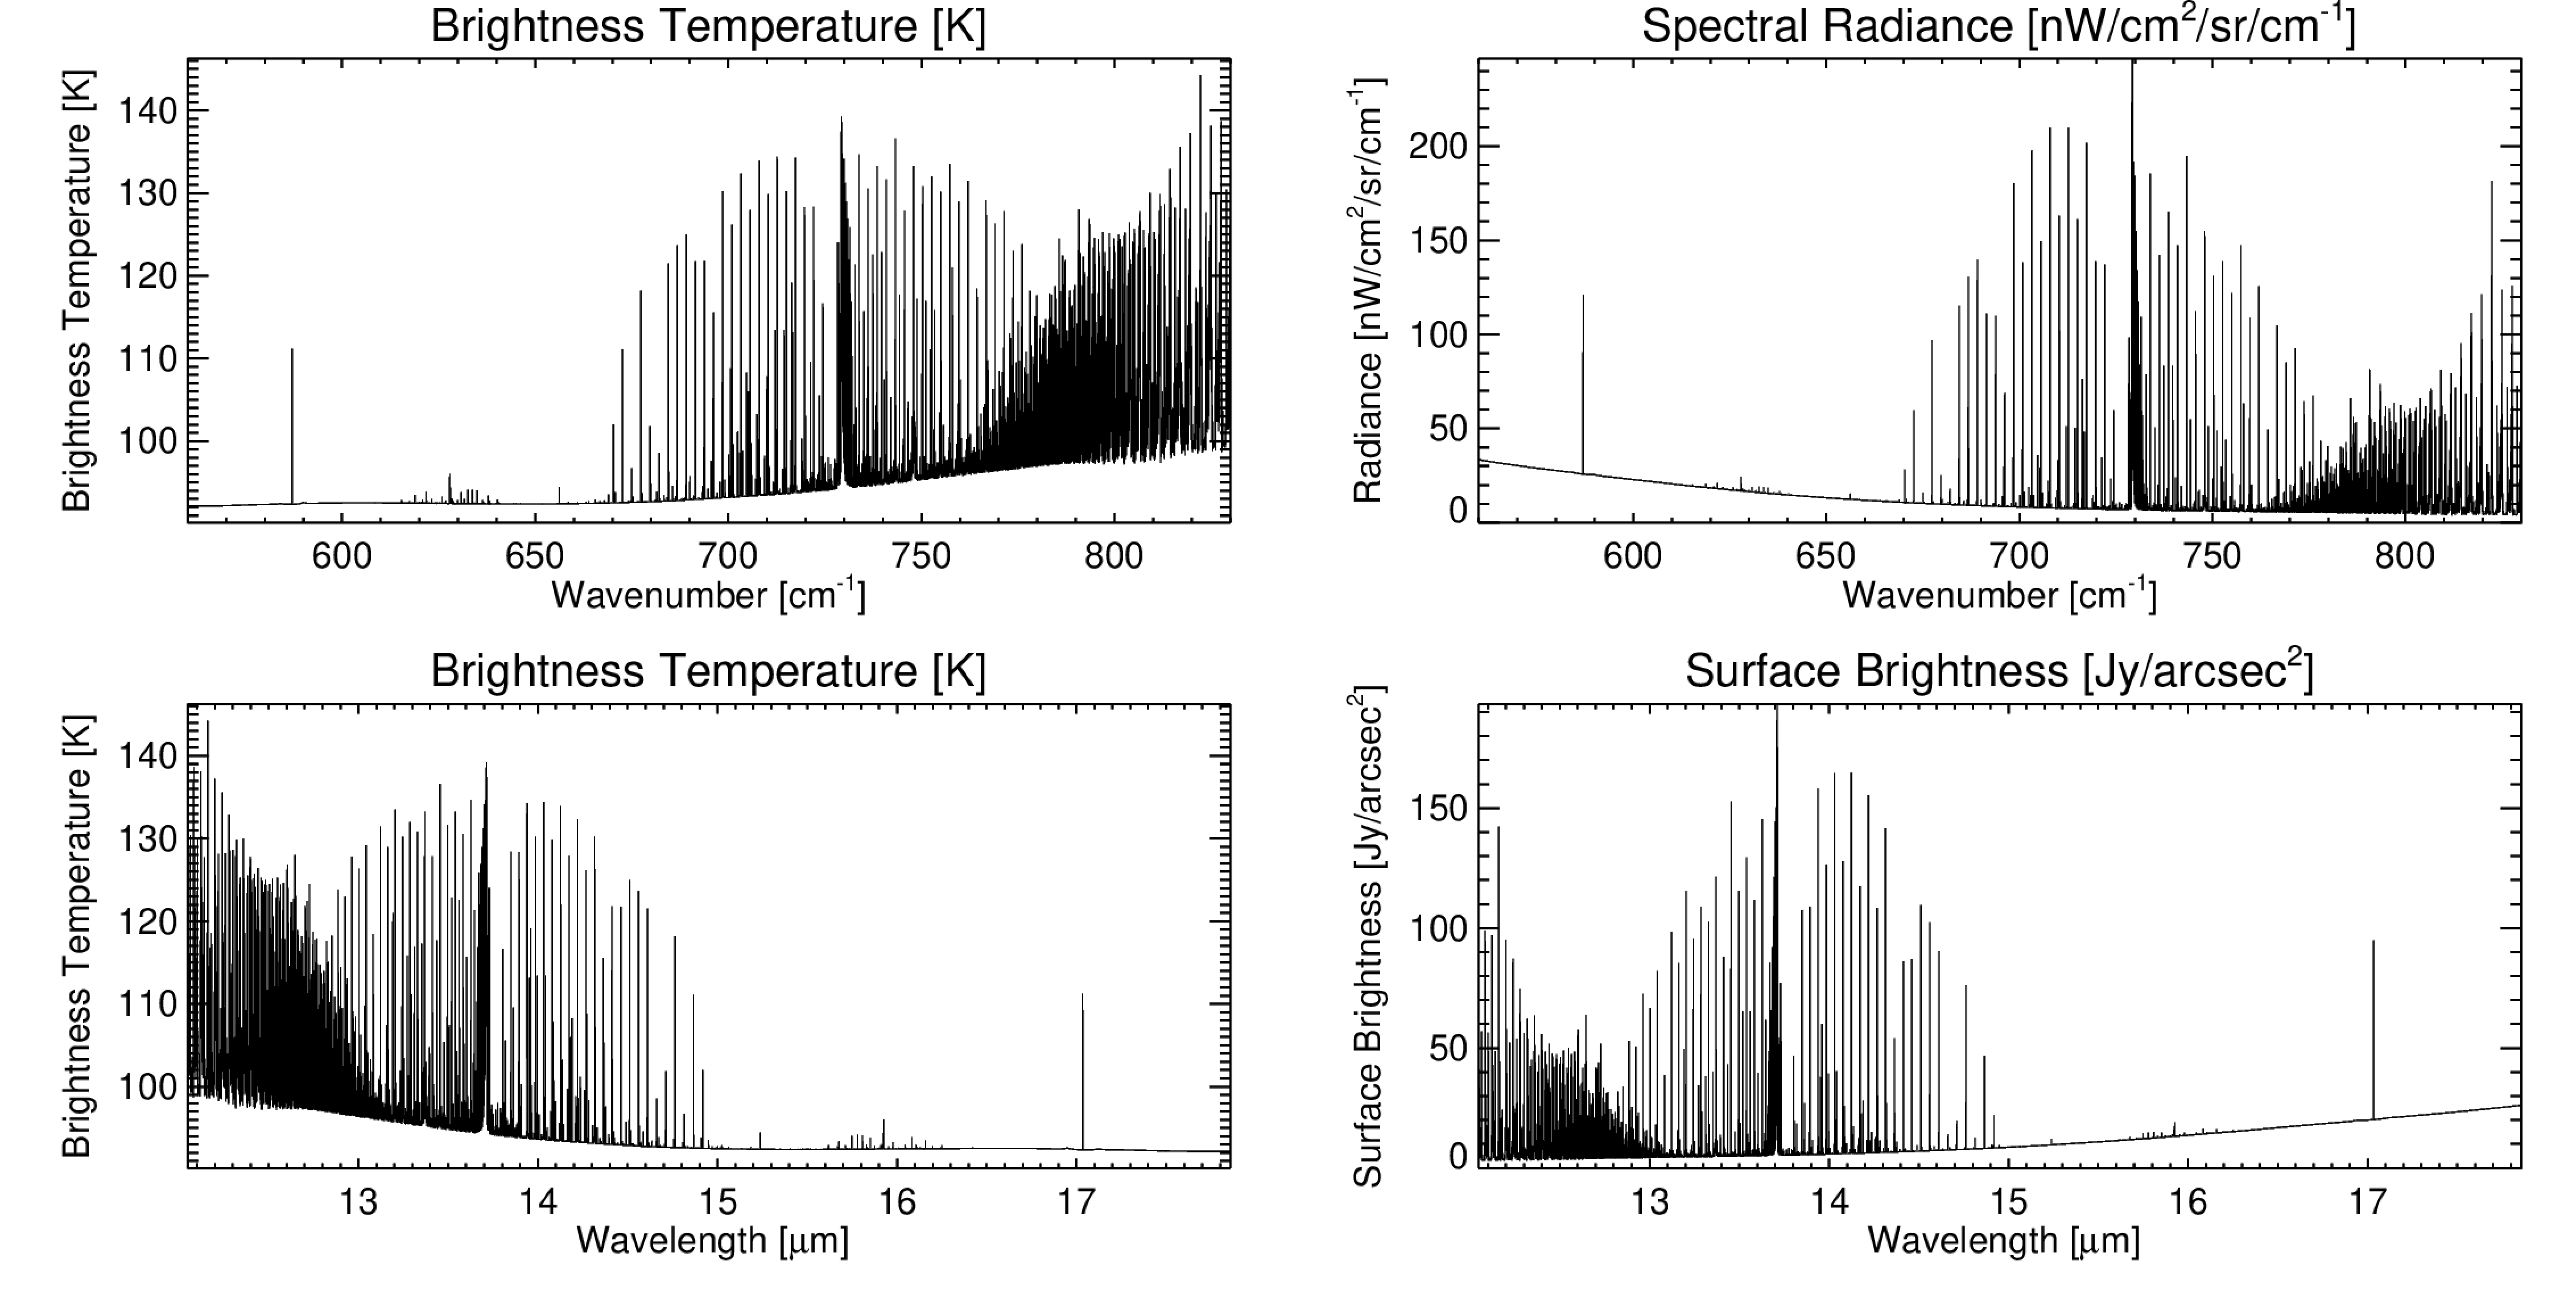 Brightness Temperature [K]
Brightness Temperature [K]
140
130
120
110
100
600 650 700 750 800
Wavenumber [cm⁻¹]
Spectral Radiance [nW/cm²/sr/cm⁻¹]
Radiance [nW/cm²/sr/cm⁻¹]
200
150
100
50
0
600 650 700 750 800
Wavenumber [cm⁻¹]
Brightness Temperature [K]
Brightness Temperature [K]
140
130
120
110
100
13 14 15 16 17
Wavelength [μm]
Surface Brightness [Jy/arcsec²]
Surface Brightness [Jy/arcsec²]
150
100
50
0
13 14 15 16 17
Wavelength [μm]